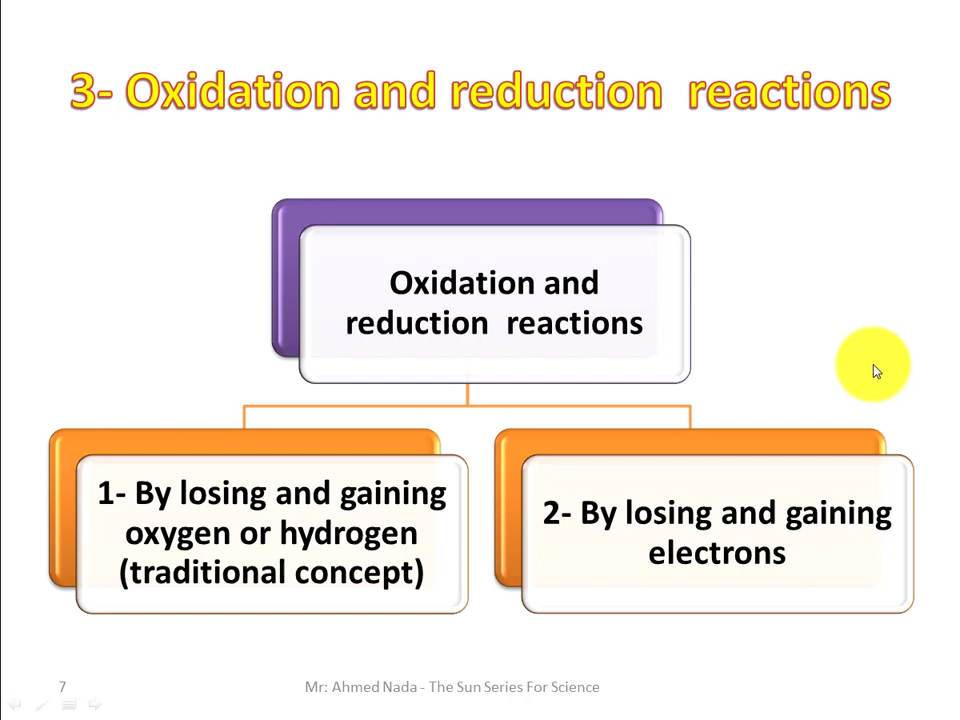 3- Oxidation and reduction reactions
Oxidation and
reduction reactions
1- By losing and gaining
oxygen or hydrogen
(traditional concept)
2- By losing and gaining
electrons
7
Mr: Ahmed Nada - The Sun Series For Science